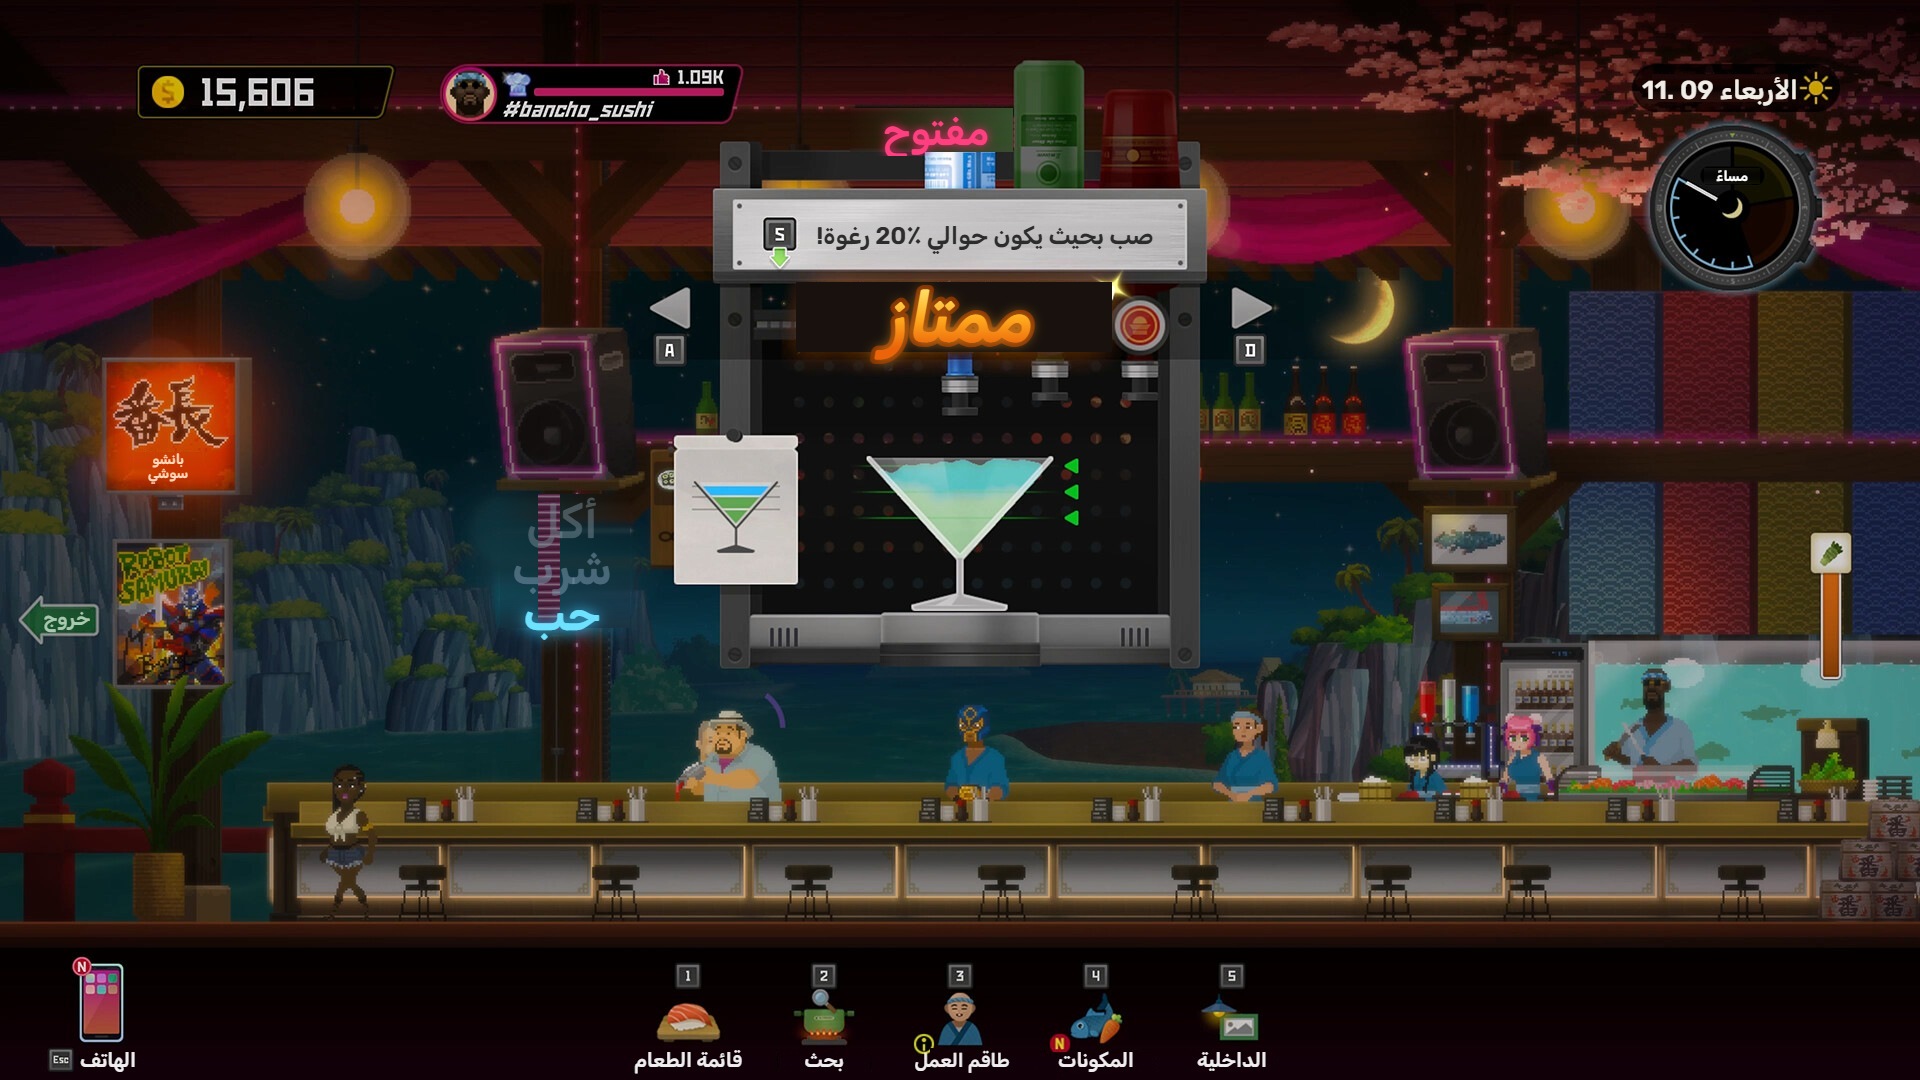 15,606
1.09K
#bancho_sushi
الأربعاء 09 .11
مساءً
مفتوح
صب بحيث يكون حوالي 20٪ رغوة!
S
ممتاز
A
D
番長
بانشو
سوشي
أكل
شرب
حب
ROBOT
SAMURAI
خروج
N
Esc
الهاتف
1
قائمة الطعام
2
بحث
3
طاقم العمل
4
N
المكونات
5
الداخلية